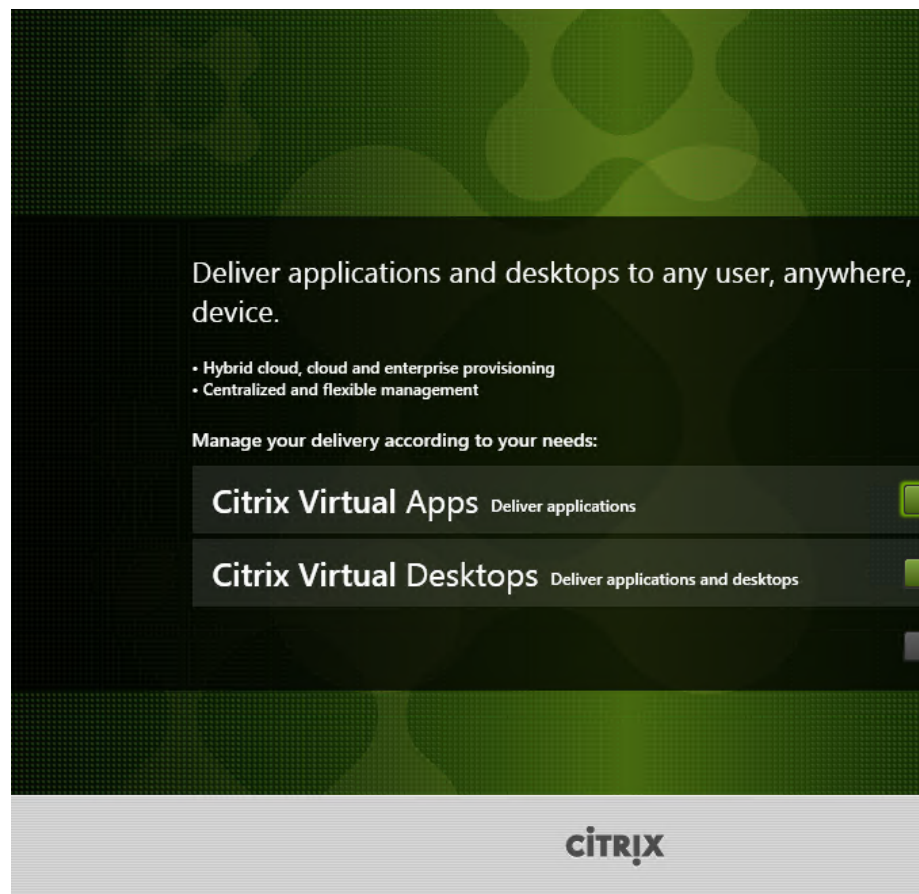 Deliver applications and desktops to any user, anywhere,
device.
• Hybrid cloud, cloud and enterprise provisioning
• Centralized and flexible management
Manage your delivery according to your needs:
Citrix Virtual Apps Deliver applications
Citrix Virtual Desktops Deliver applications and desktops
CITRIX